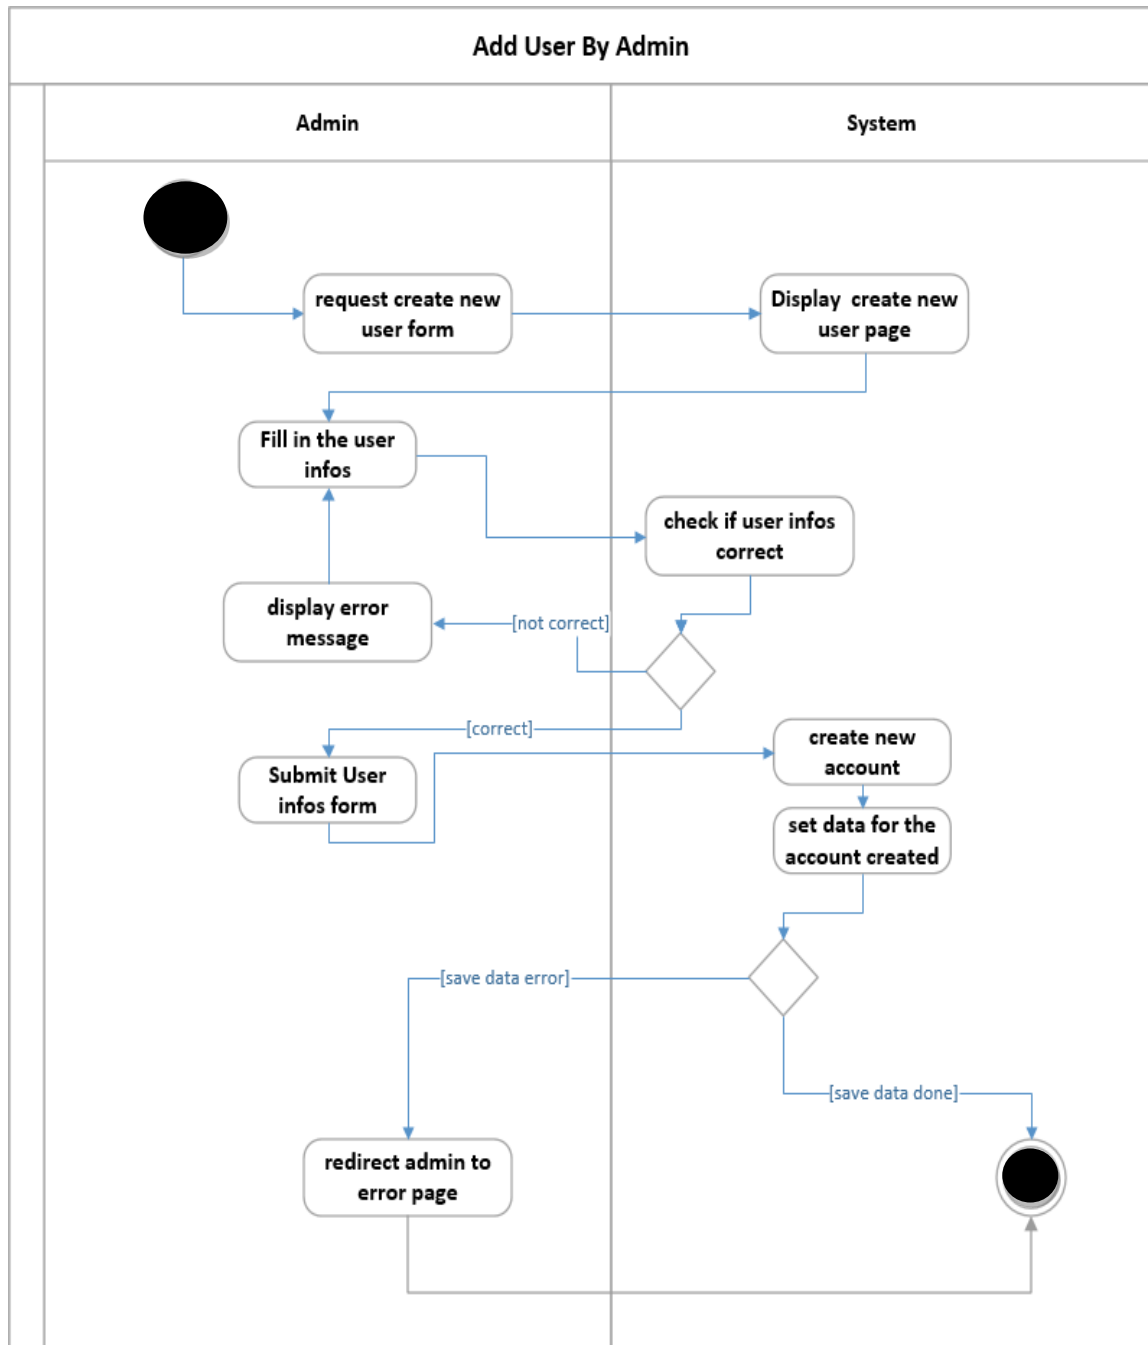 Add User By Admin
Admin
System
request create new
user form
Display create new
user page
Fill in the user
infos
check if user infos
correct
display error
message
[not correct]
[correct]
Submit User
infos form
create new
account
set data for the
account created
[save data error]
[save data done]
redirect admin to
error page